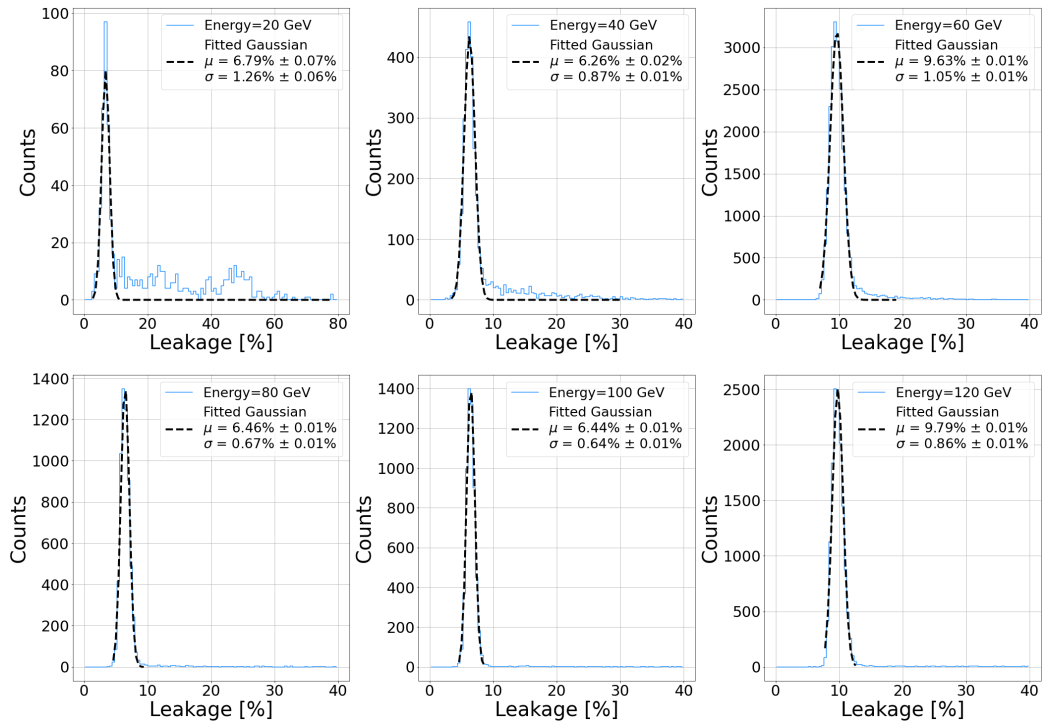 100
80
60
40
20
0
Counts
0 20 40 60 80
Leakage [%]
Energy=20 GeV
Fitted Gaussian
μ = 6.79% ± 0.07%
σ = 1.26% ± 0.06%
400
300
200
100
0
Counts
0 10 20 30 40
Leakage [%]
Energy=40 GeV
Fitted Gaussian
μ = 6.26% ± 0.02%
σ = 0.87% ± 0.01%
3000
2500
2000
1500
1000
500
0
Counts
0 10 20 30 40
Leakage [%]
Energy=60 GeV
Fitted Gaussian
μ = 9.63% ± 0.01%
σ = 1.05% ± 0.01%
1400
1200
1000
800
600
400
200
0
Counts
0 10 20 30 40
Leakage [%]
Energy=80 GeV
Fitted Gaussian
μ = 6.46% ± 0.01%
σ = 0.67% ± 0.01%
1400
1200
1000
800
600
400
200
0
Counts
0 10 20 30 40
Leakage [%]
Energy=100 GeV
Fitted Gaussian
μ = 6.44% ± 0.01%
σ = 0.64% ± 0.01%
2500
2000
1500
1000
500
0
Counts
0 10 20 30 40
Leakage [%]
Energy=120 GeV
Fitted Gaussian
μ = 9.79% ± 0.01%
σ = 0.86% ± 0.01%